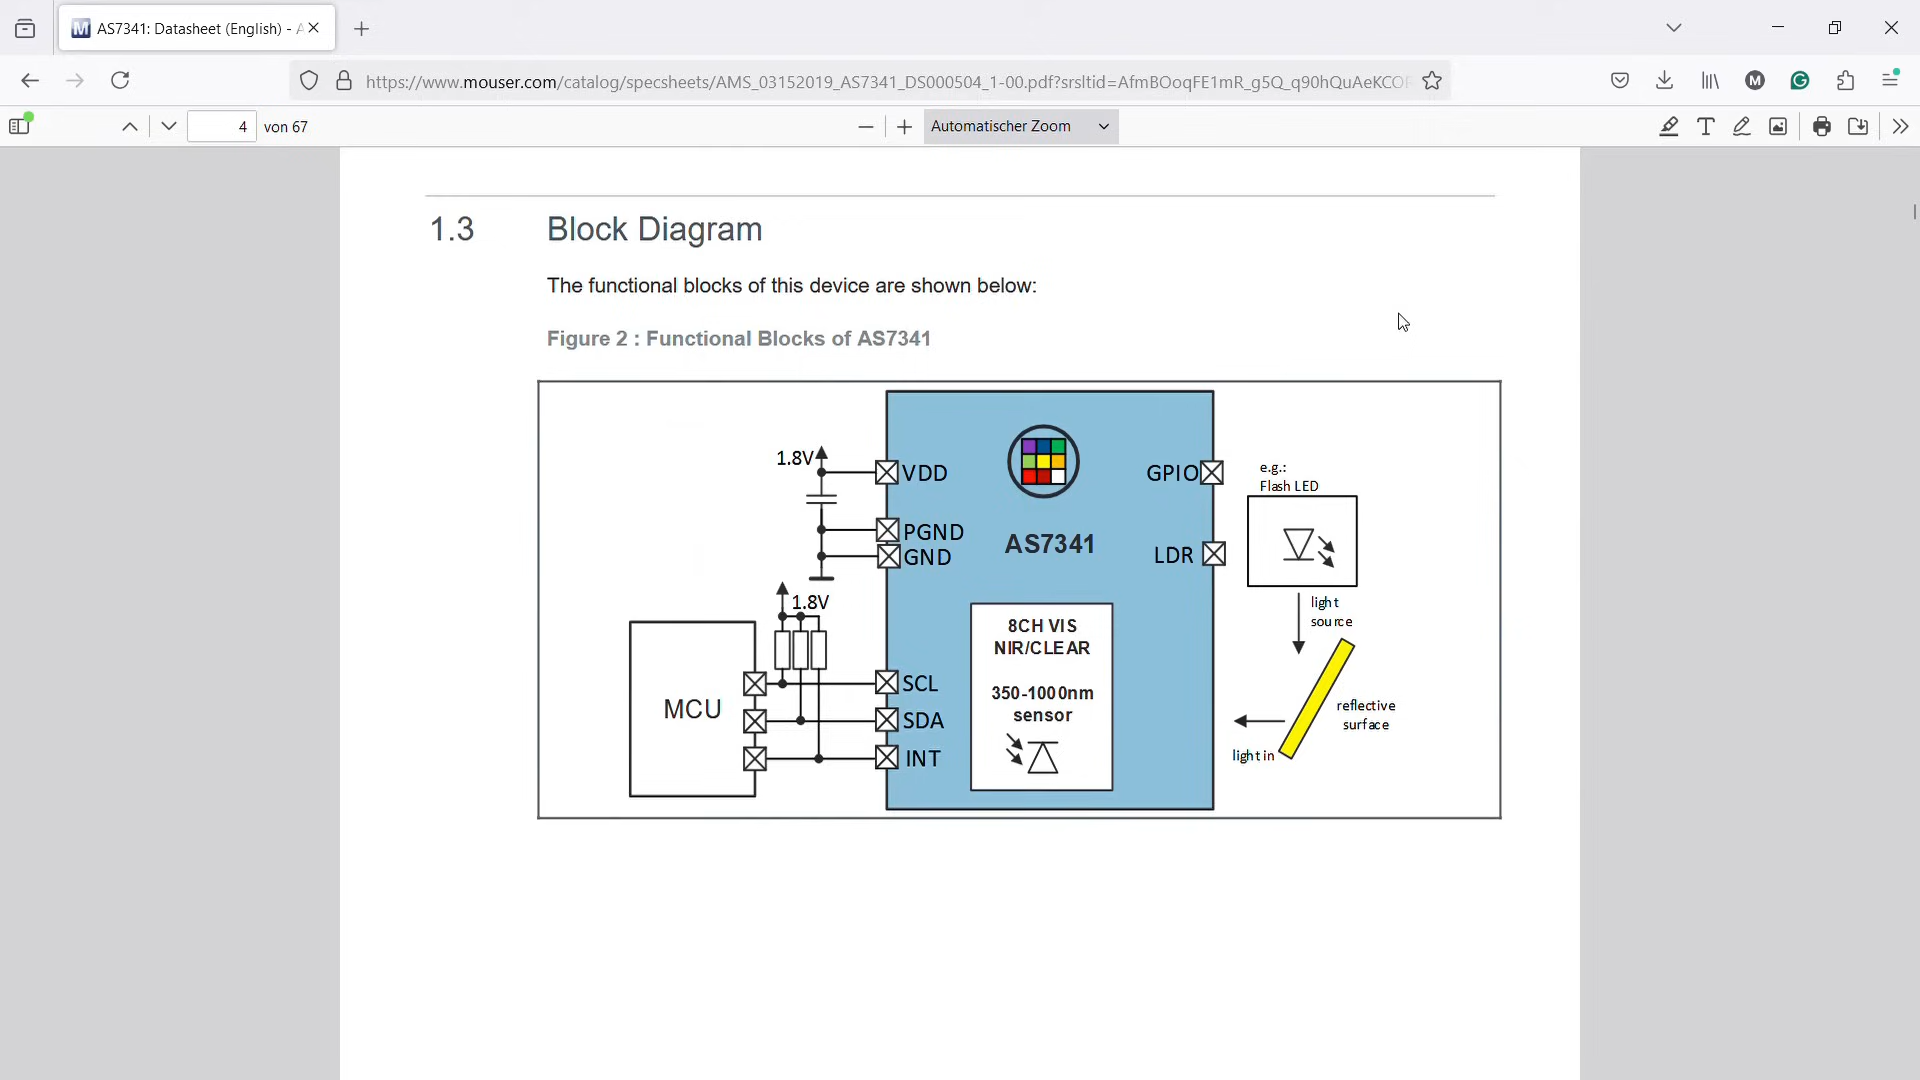 AS7341: Datasheet (English) - A
https://www.mouser.com/catalog/specsheets/AMS_03152019_AS7341_DS000504_1-00.pdf?srsltid=AfmBOoqFE1mR_g5Q_q90hQuAeKCO
4 von 67
Automatischer Zoom
1.3 Block Diagram
The functional blocks of this device are shown below:
Figure 2 : Functional Blocks of AS7341
1.8V
VDD
PGND
GND
1.8V
MCU
SCL
SDA
INT
AS7341
8CH VIS
NIR/CLEAR
350-1000nm
sensor
GPIO
LDR
e.g.:
Flash LED
light
source
reflective
surface
light in